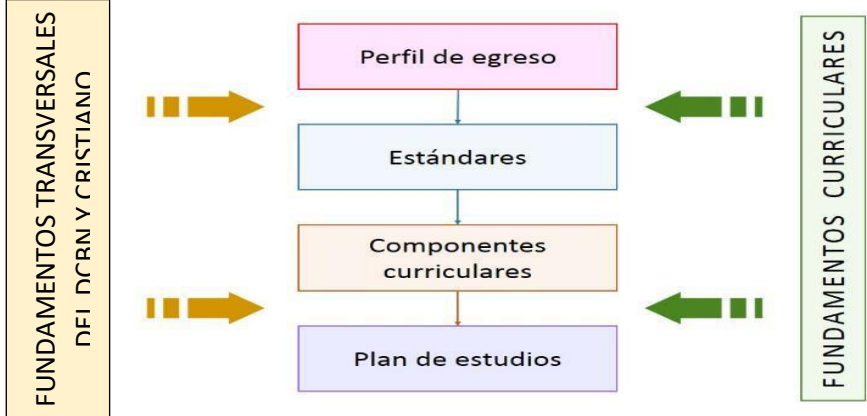 FUNDAMENTOS TRANSVERSALES
DEL DCBN Y CRISTIANO
Perfil de egreso
Estándares
Componentes
curriculares
Plan de estudios
FUNDAMENTOS CURRICULARES